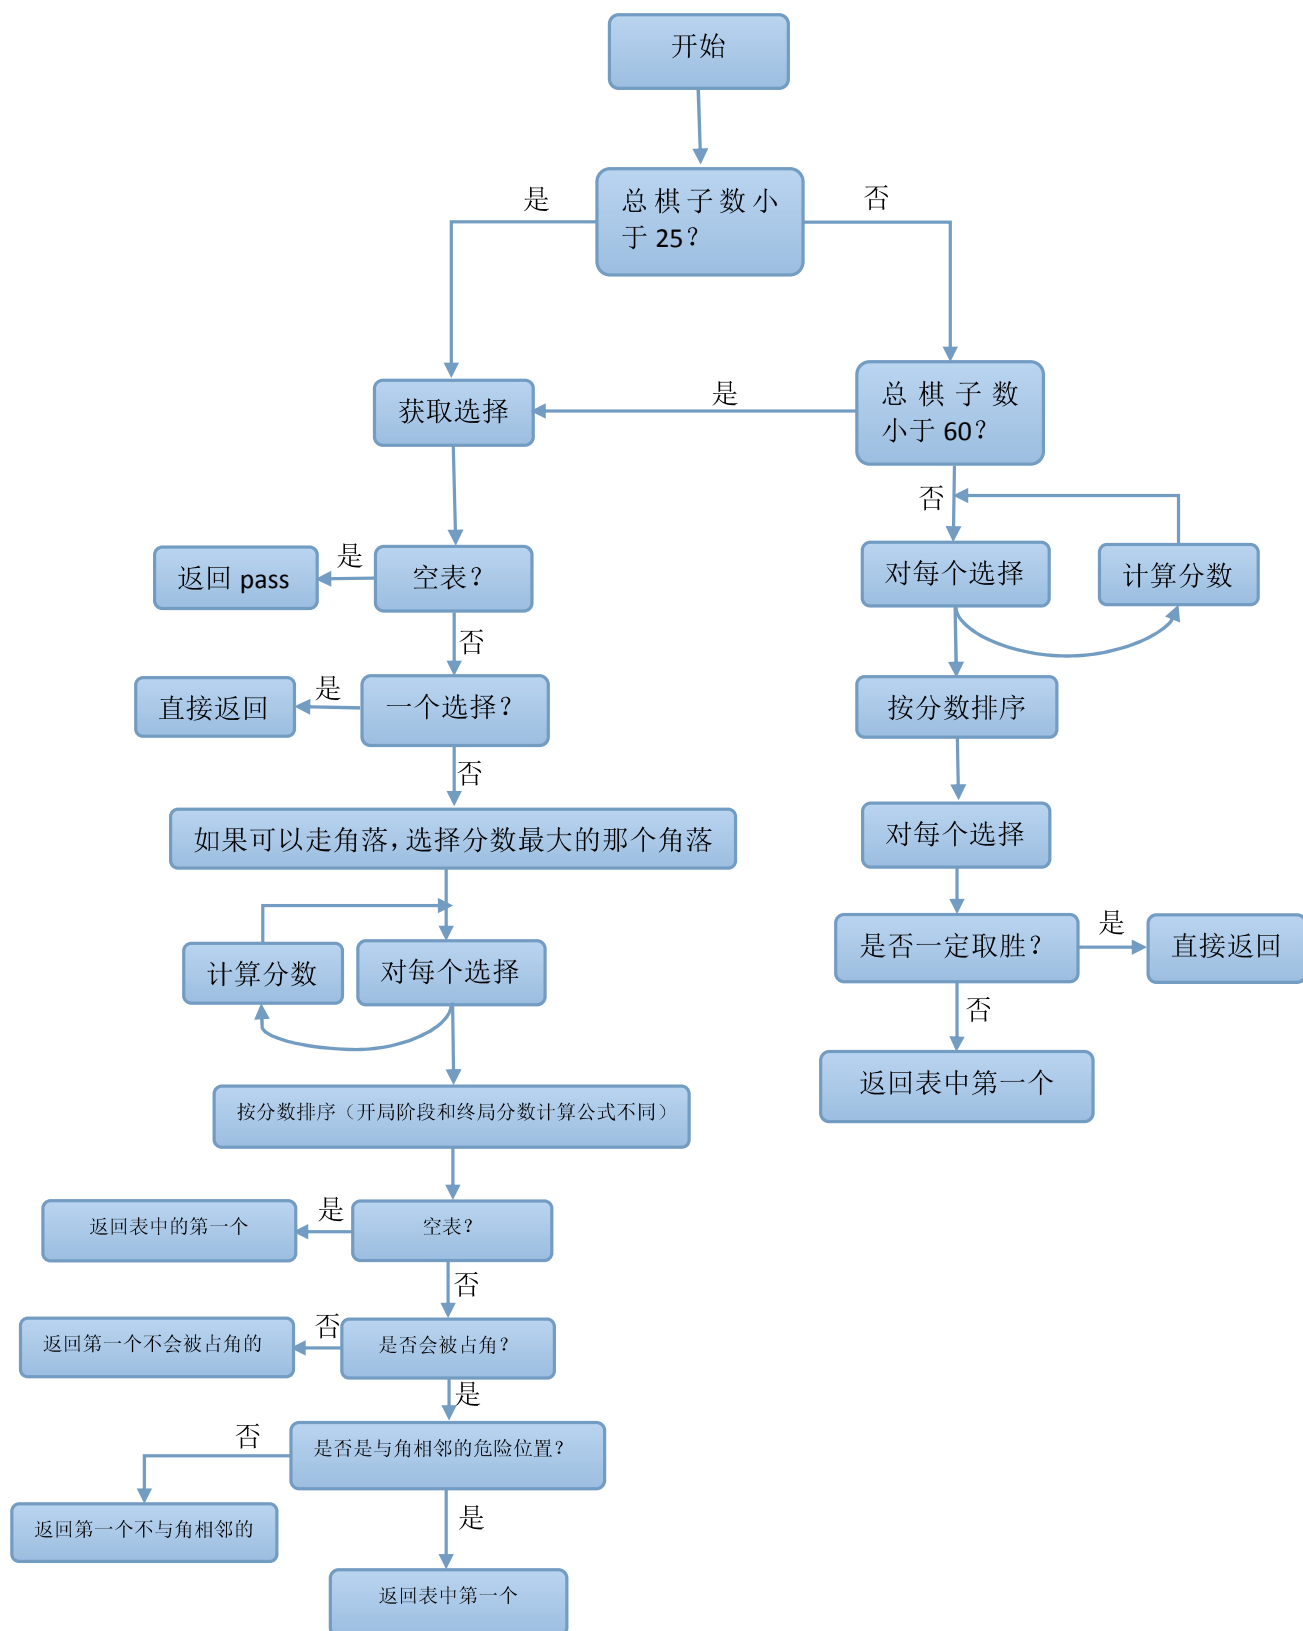 开始
总棋子数小
于 25？
是
否
获取选择
是
总棋子数
小于 60？
否
返回 pass
是
空表？
对每个选择
计算分数
否
直接返回
是
一个选择？
按分数排序
否
如果可以走角落，选择分数最大的那个角落
对每个选择
计算分数
对每个选择
是否一定取胜？
是
直接返回
否
返回表中第一个
按分数排序（开局阶段和终局分数计算公式不同）
返回表中的第一个
是
空表？
否
返回第一个不会被占角的
否
是否会被占角？
是
否
是否是与角相邻的危险位置？
返回第一个不与角相邻的
是
返回表中第一个